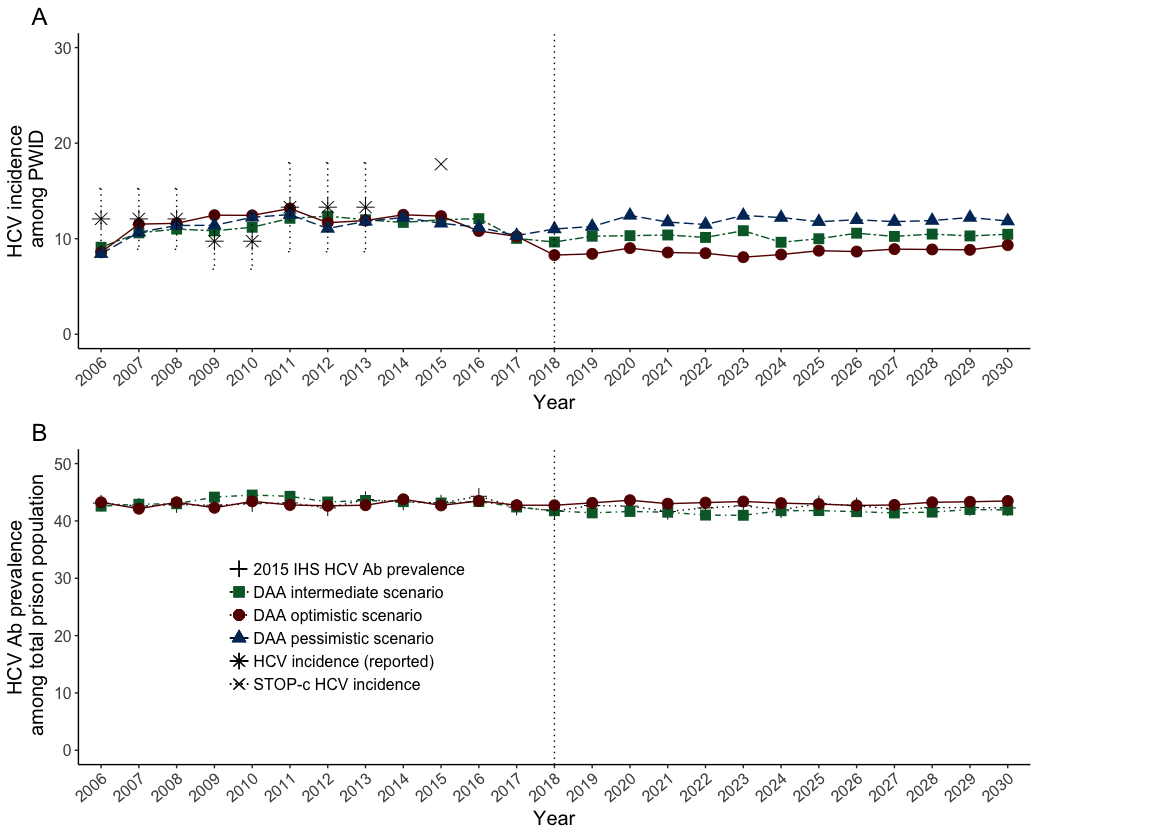 A
HCV incidence
among PWID
30
20
10
0
2006 2007 2008 2009 2010 2011 2012 2013 2014 2015 2016 2017 2018 2019 2020 2021 2022 2023 2024 2025 2026 2027 2028 2029 2030
Year
B
HCV Ab prevalence
among total prison population
50
40
30
20
10
0
2015 IHS HCV Ab prevalence
DAA intermediate scenario
DAA optimistic scenario
DAA pessimistic scenario
HCV incidence (reported)
STOP-c HCV incidence
2006 2007 2008 2009 2010 2011 2012 2013 2014 2015 2016 2017 2018 2019 2020 2021 2022 2023 2024 2025 2026 2027 2028 2029 2030
Year